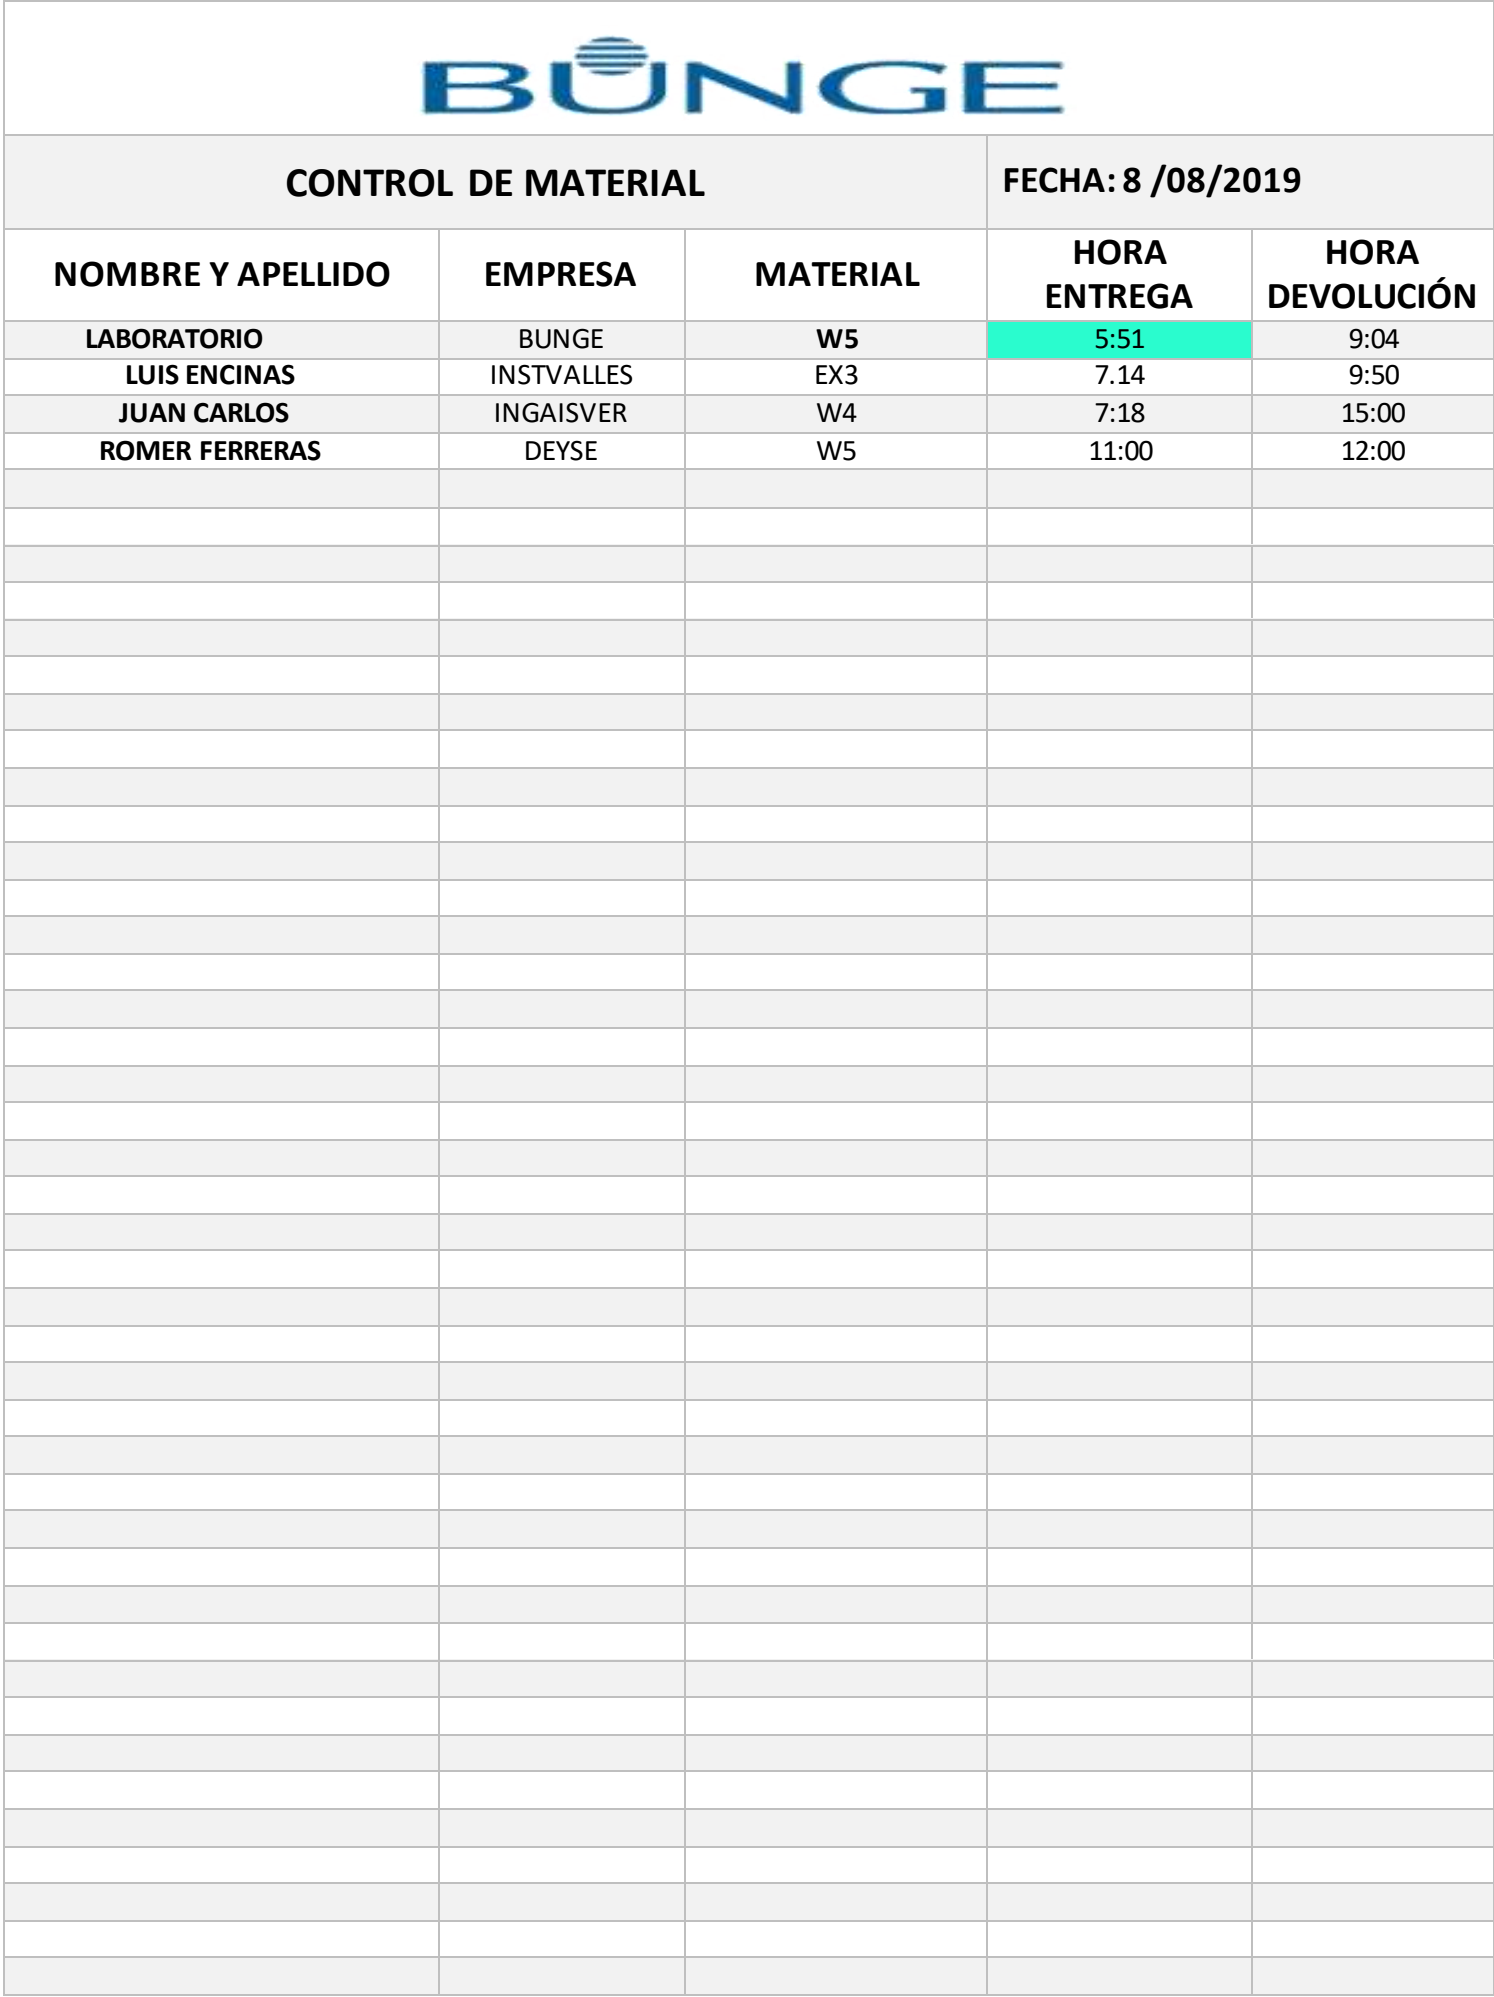 BUNGE
CONTROL DE MATERIAL FECHA: 8 /08/2019
NOMBRE Y APELLIDO EMPRESA MATERIAL HORA ENTREGA HORA DEVOLUCIÓN
LABORATORIO BUNGE W5 5:51 9:04
LUIS ENCINAS INSTVALLES EX3 7.14 9:50
JUAN CARLOS INGAISVER W4 7:18 15:00
ROMER FERRERAS DEYSE W5 11:00 12:00